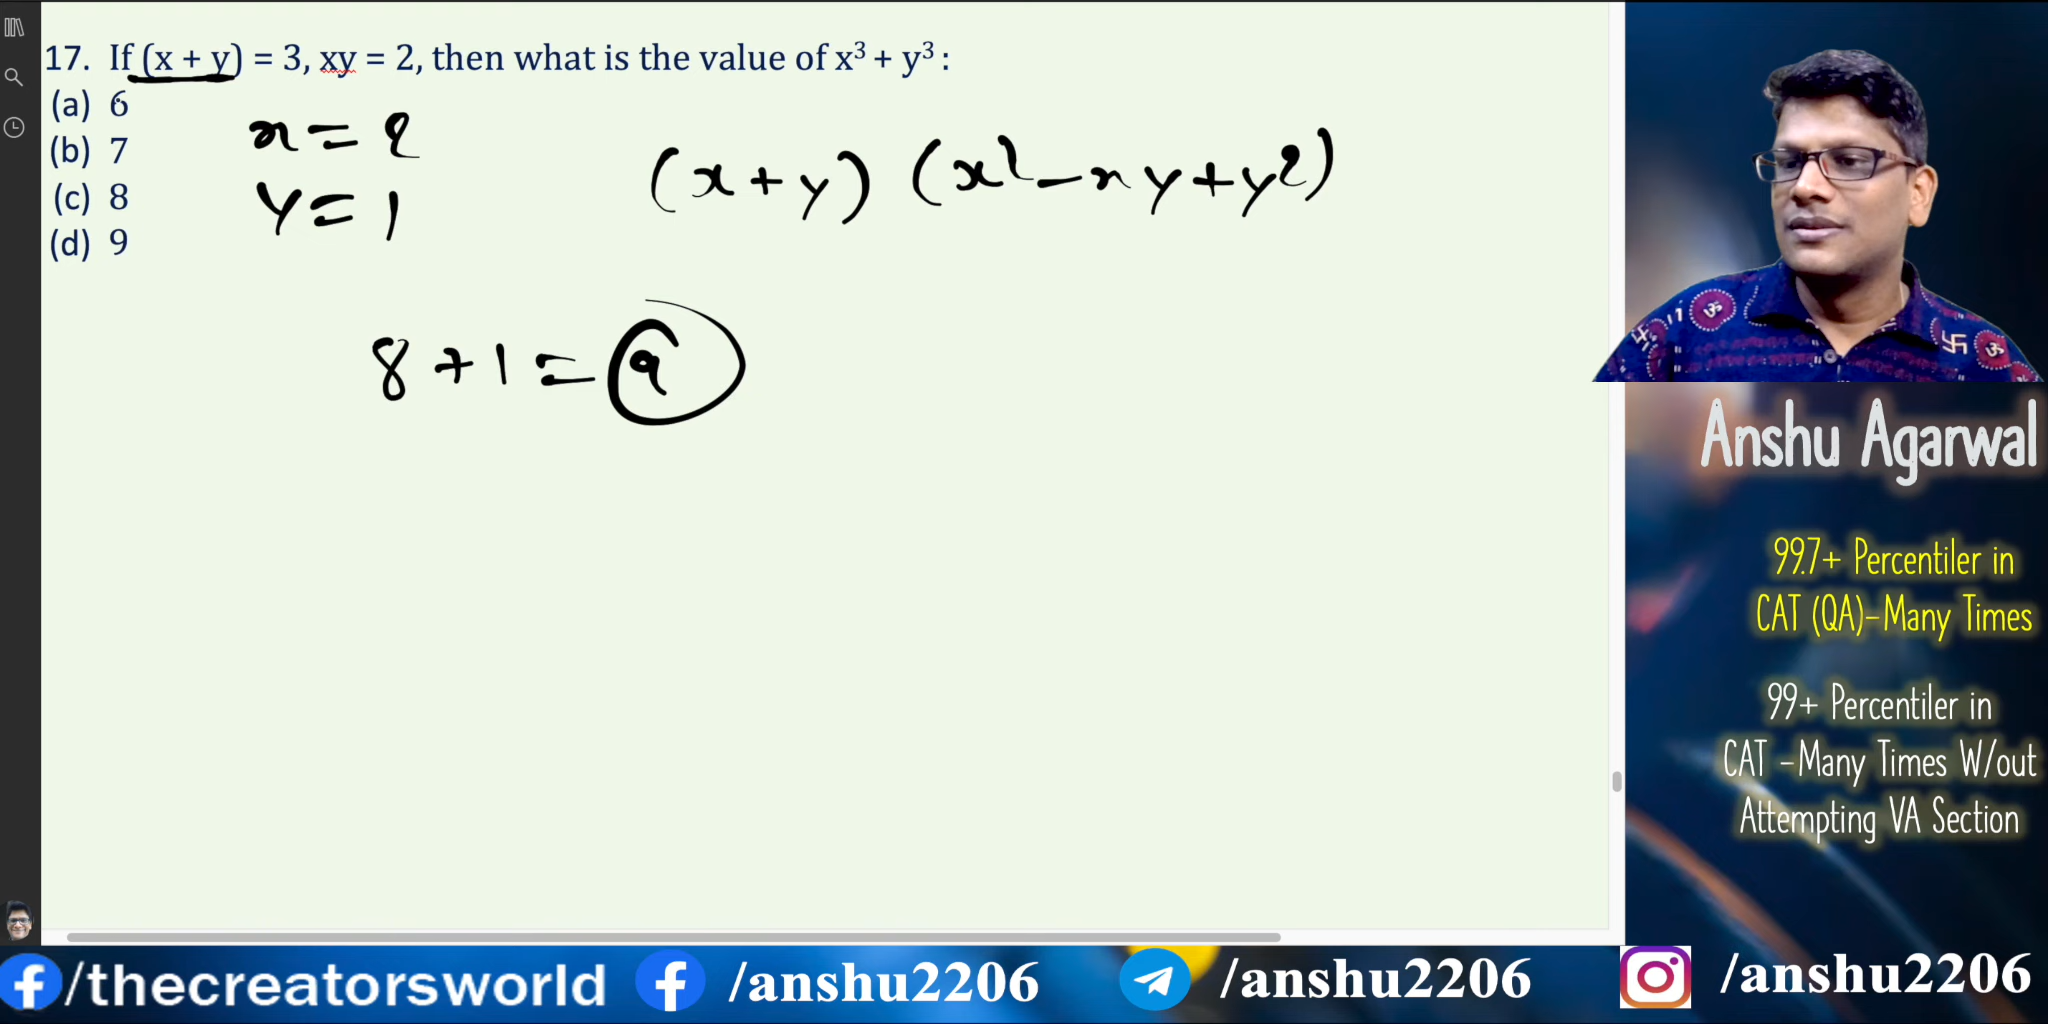 17. If (x + y) = 3, xy = 2, then what is the value of x³ + y³ :
(a) 6
(b) 7
(c) 8
(d) 9
x = 2
y = 1
(x + y) (x² - xy + y²)
8 + 1 = 9
Anshu Agarwal
99.7+ Percentiler in
CAT (QA)-Many Times
99+ Percentiler in
CAT -Many Times W/out
Attempting VA Section
/thecreatorsworld
/anshu2206
/anshu2206
/anshu2206